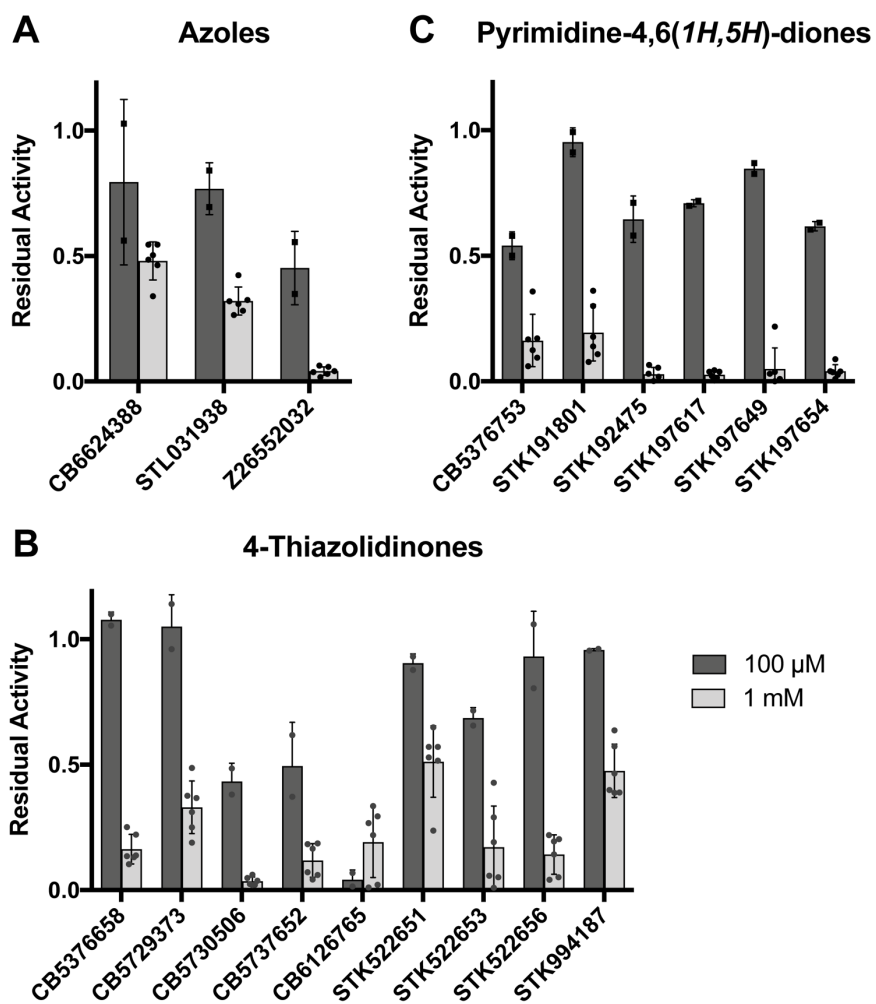 A
Azoles
Residual Activity
1.0
0.5
0.0
CB6624388
STL031938
Z26552032
C
Pyrimidine-4,6(1H,5H)-diones
Residual Activity
1.0
0.5
0.0
CB5376753
STK191801
STK192475
STK197617
STK197649
STK197654
B
4-Thiazolidinones
Residual Activity
1.0
0.5
0.0
CB5376658
CB5729373
CB5730506
CB5737652
CB6126765
STK522651
STK522653
STK522656
STK994187
100 µM
1 mM